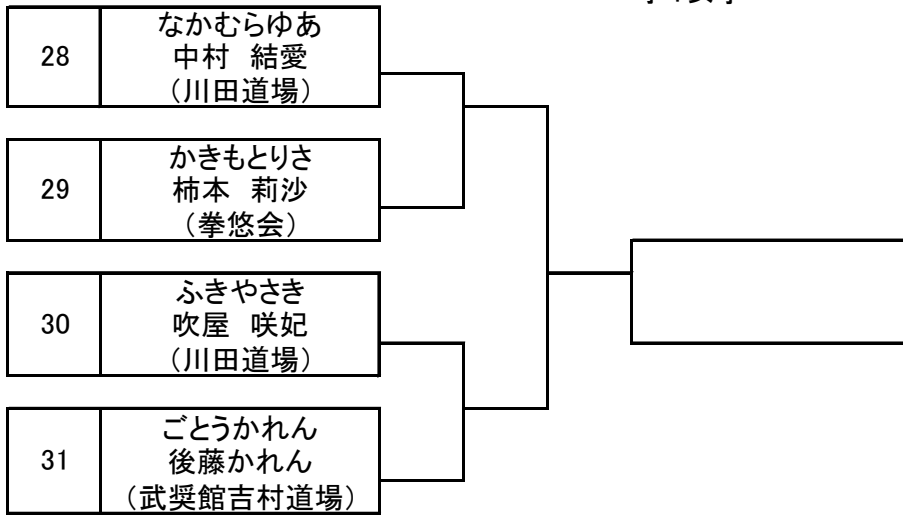 28
なかむらゆあ
中村 結愛
（川田道場）
29
かきもとりさ
柿本 莉沙
（拳悠会）
30
ふきやさき
吹屋 咲妃
（川田道場）
31
ごとうかれん
後藤かれん
（武奨館吉村道場）